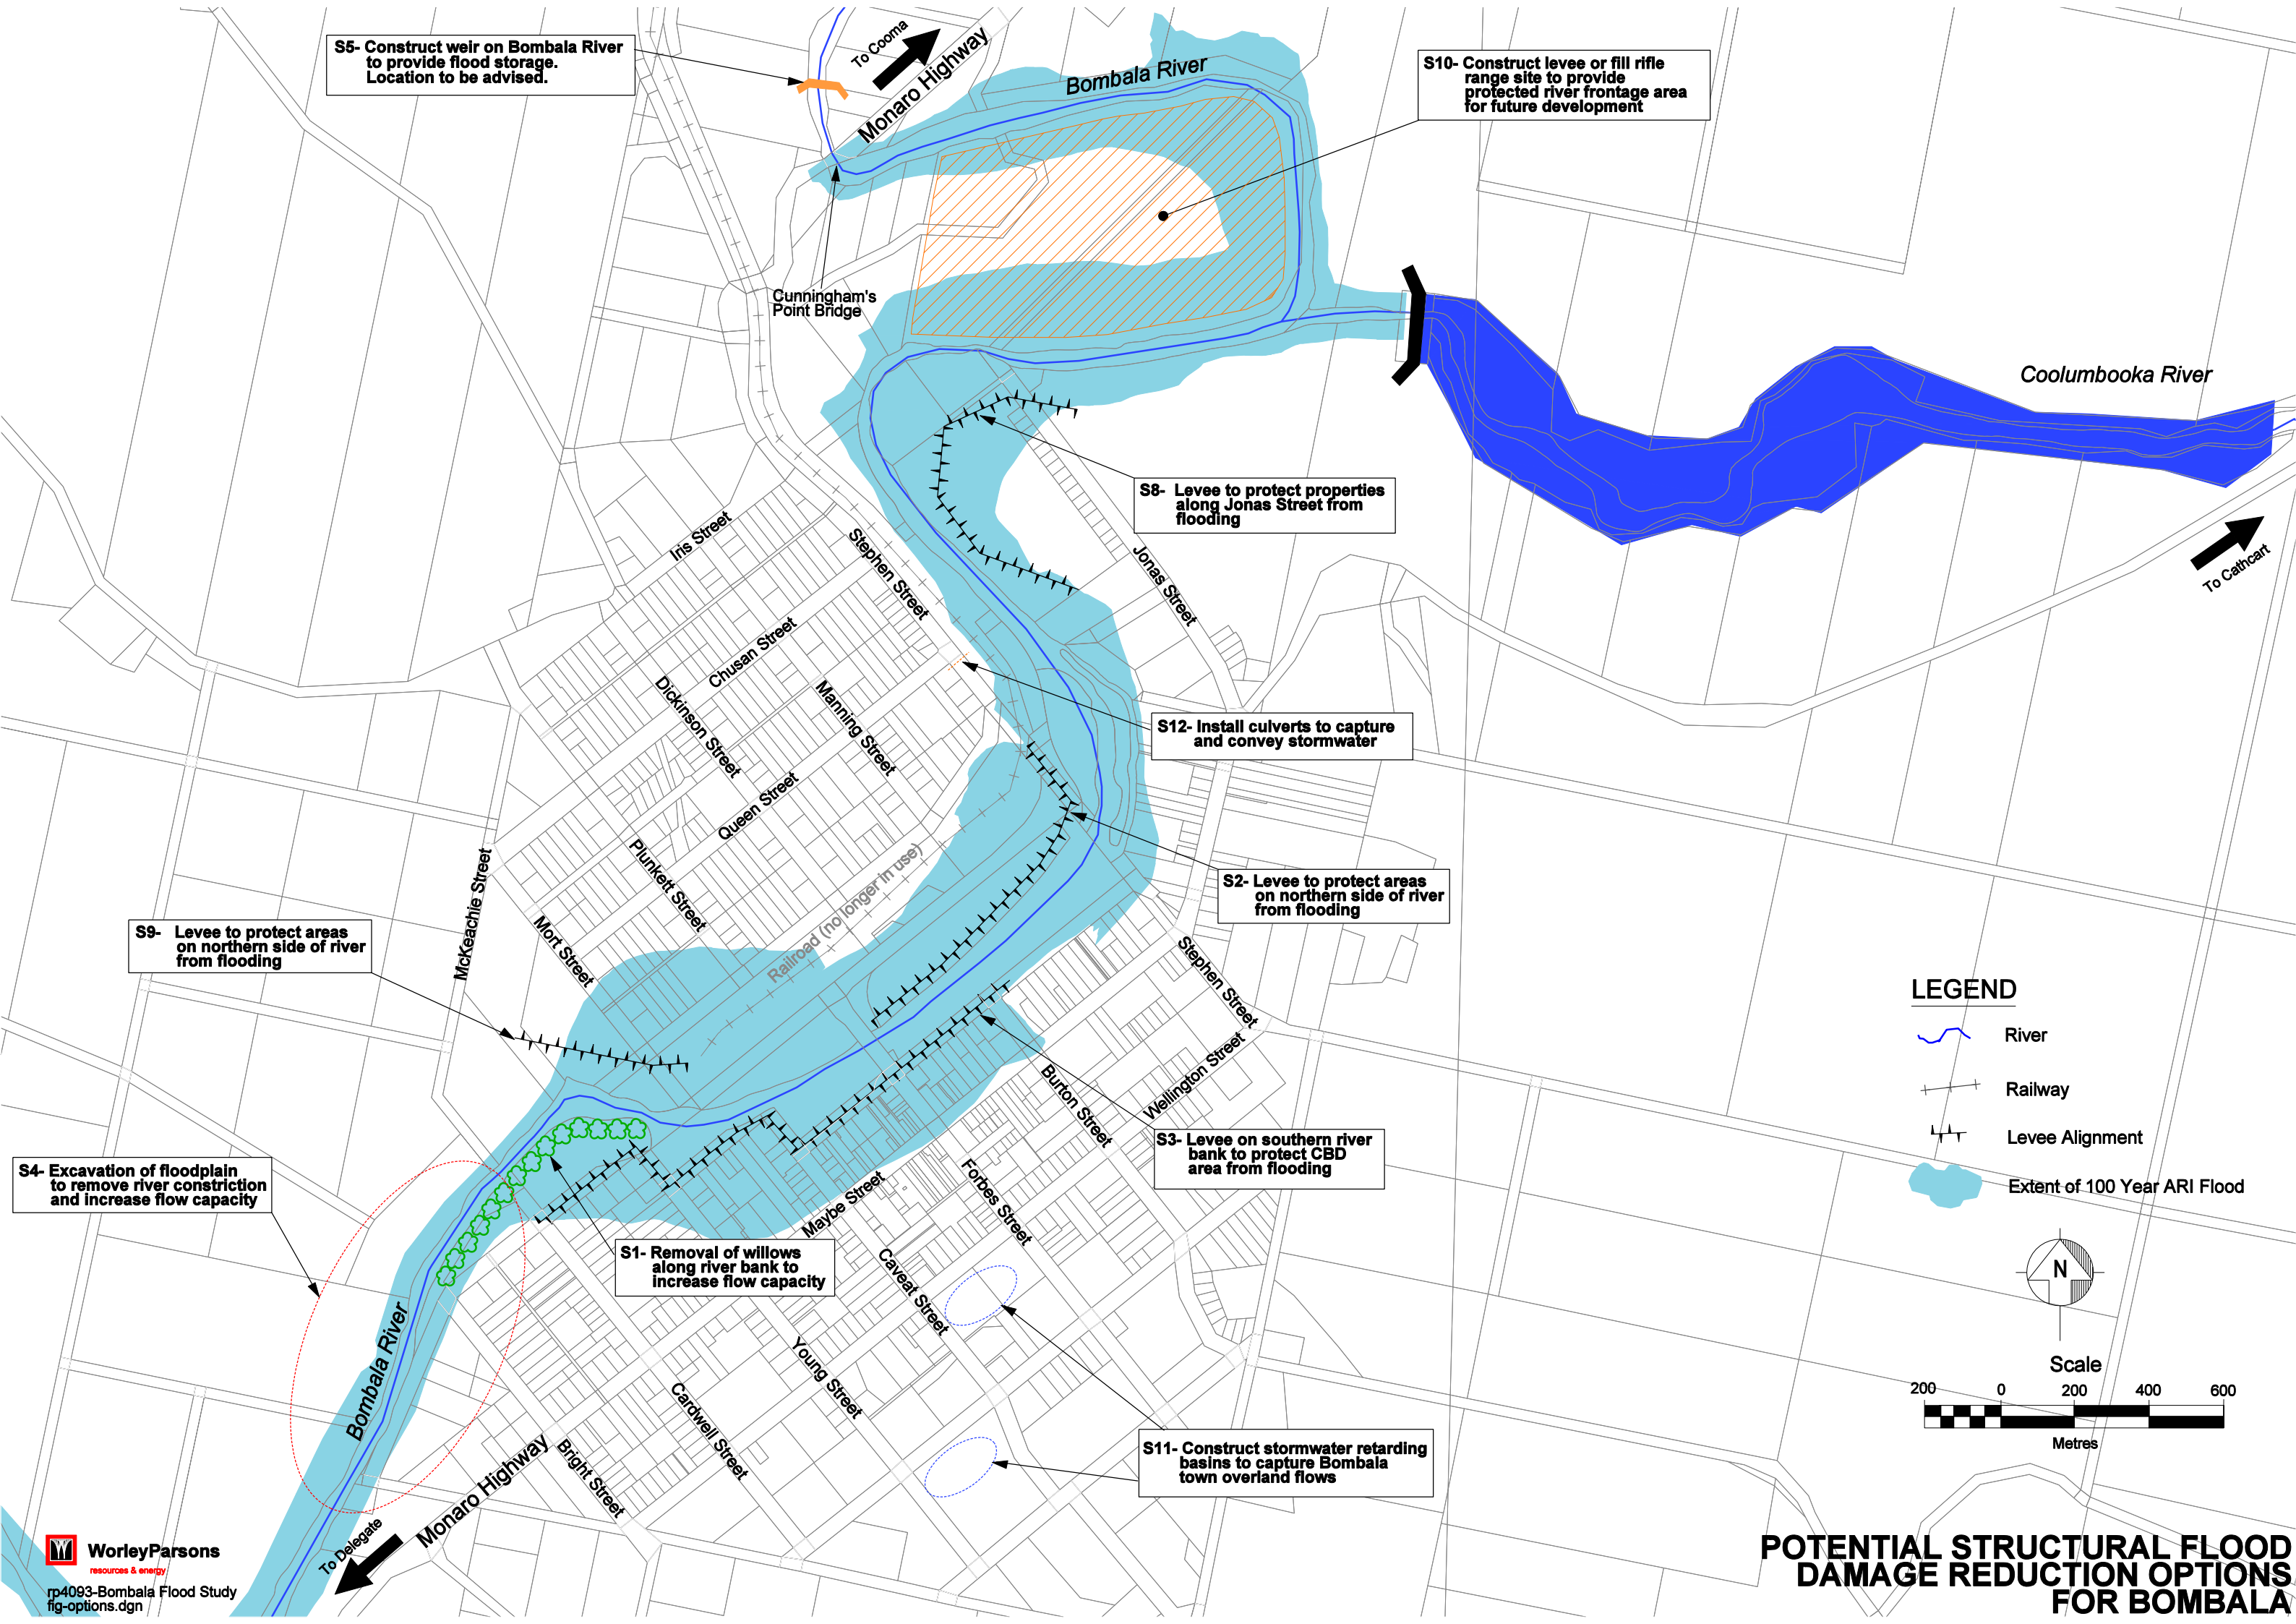 S5- Construct weir on Bombala River
to provide flood storage.
Location to be advised.
To Cooma
Monaro Highway
Bombala River
S10- Construct levee or fill rifle
range site to provide
protected river frontage area
for future development
Cunningham's
Point Bridge
Coolumbooka River
To Cathcart
S8- Levee to protect properties
along Jonas Street from
flooding
Iris Street
Stephen Street
Jonas Street
Chusan Street
Dickinson Street
Manning Street
S12- Install culverts to capture
and convey stormwater
Queen Street
Plunkett Street
McKeachie Street
Mort Street
Railroad (no longer in use)
S2- Levee to protect areas
on northern side of river
from flooding
S9- Levee to protect areas
on northern side of river
from flooding
Stephen Street
Wellington Street
Burton Street
S3- Levee on southern river
bank to protect CBD
area from flooding
S4- Excavation of floodplain
to remove river constriction
and increase flow capacity
Maybe Street
Forbes Street
S1- Removal of willows
along river bank to
increase flow capacity
Caveat Street
Young Street
Cardwell Street
Bright Street
Bombala River
Monaro Highway
To Delegate
S11- Construct stormwater retarding
basins to capture Bombala
town overland flows
LEGEND
River
Railway
Levee Alignment
Extent of 100 Year ARI Flood
N
Scale
200 0 200 400 600
Metres
WorleyParsons
resources & energy
rp4093-Bombala Flood Study
fig-options.dgn
POTENTIAL STRUCTURAL FLOOD
DAMAGE REDUCTION OPTIONS
FOR BOMBALA